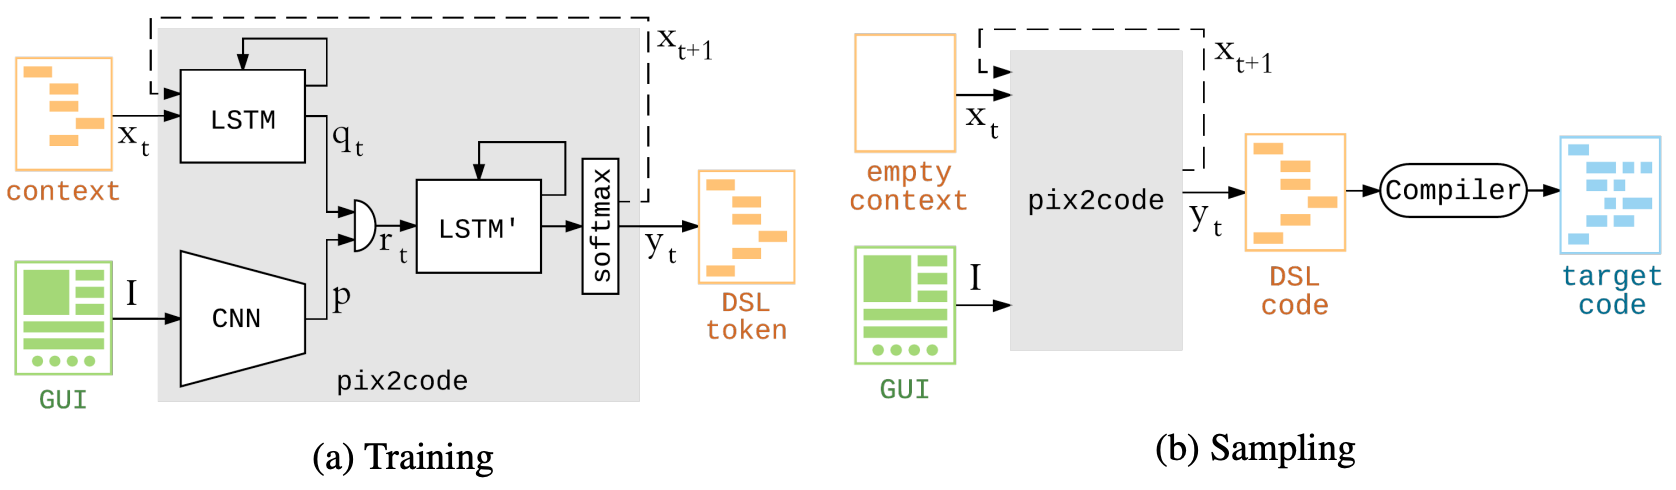 x_{t+1}
LSTM
x_t
q_t
context
softmax
LSTM'
r_t
y_t
I
CNN
p
DSL
token
pix2code
GUI
(a) Training
x_{t+1}
x_t
empty
context
pix2code
y_t
Compiler
I
DSL
code
target
code
GUI
(b) Sampling